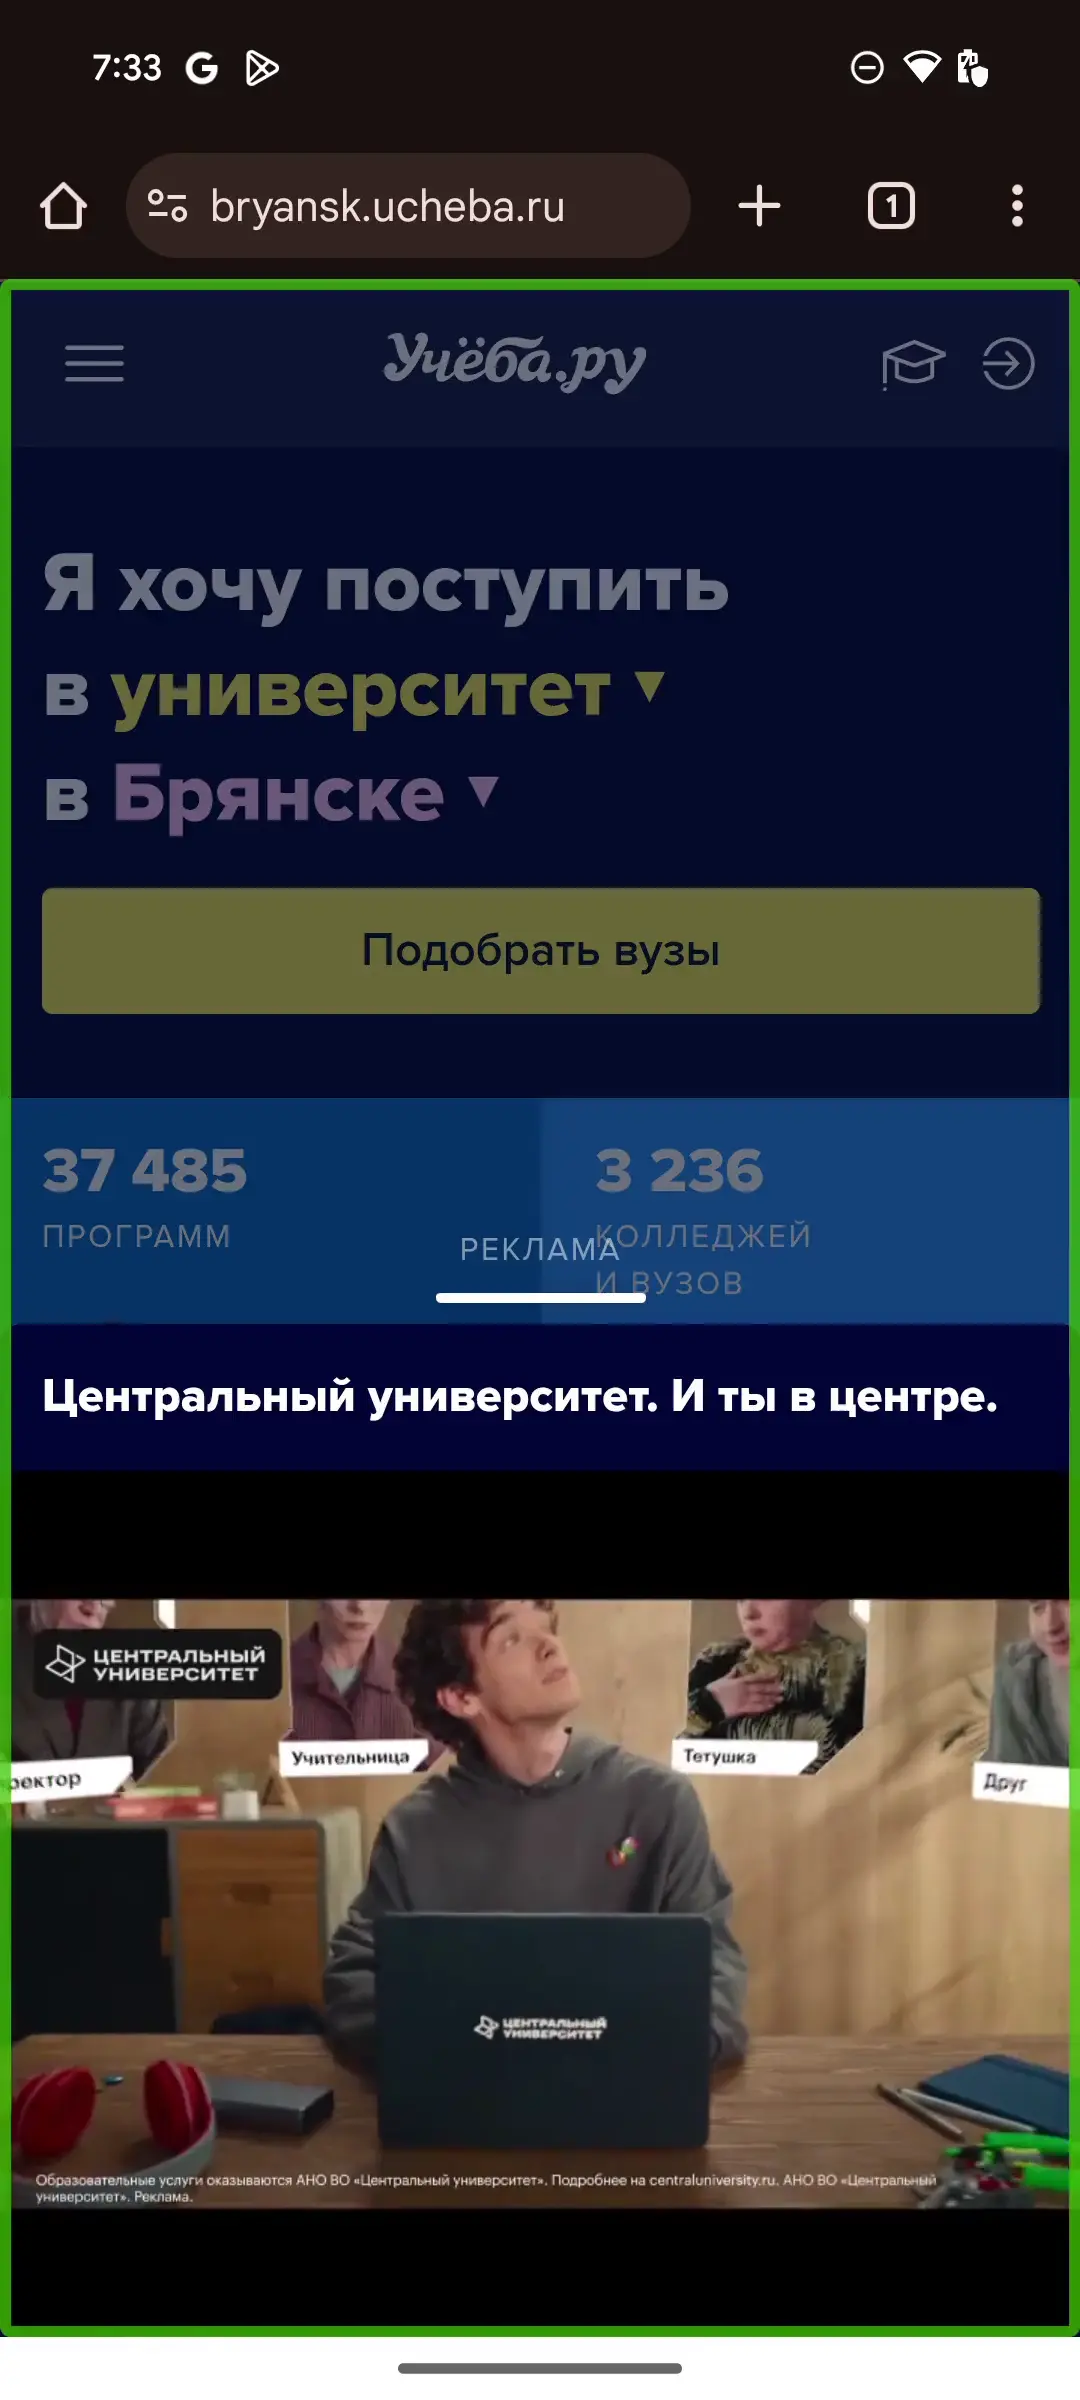 7:33
bryansk.ucheba.ru
1
Учёба.ру
Я хочу поступить
в университет ▼
в Брянске ▼
Подобрать вузы
37 485
ПРОГРАММ
3 236
КОЛЛЕДЖЕЙ
И ВУЗОВ
РЕКЛАМА
Центральный университет. И ты в центре.
ЦЕНТРАЛЬНЫЙ
УНИВЕРСИТЕТ
ректор
Учительница
Тетушка
Друг
ЦЕНТРАЛЬНЫЙ
УНИВЕРСИТЕТ
Образовательные услуги оказываются АНО ВО «Центральный университет». Подробнее на centraluniversity.ru. АНО ВО «Центральный
университет». Реклама.